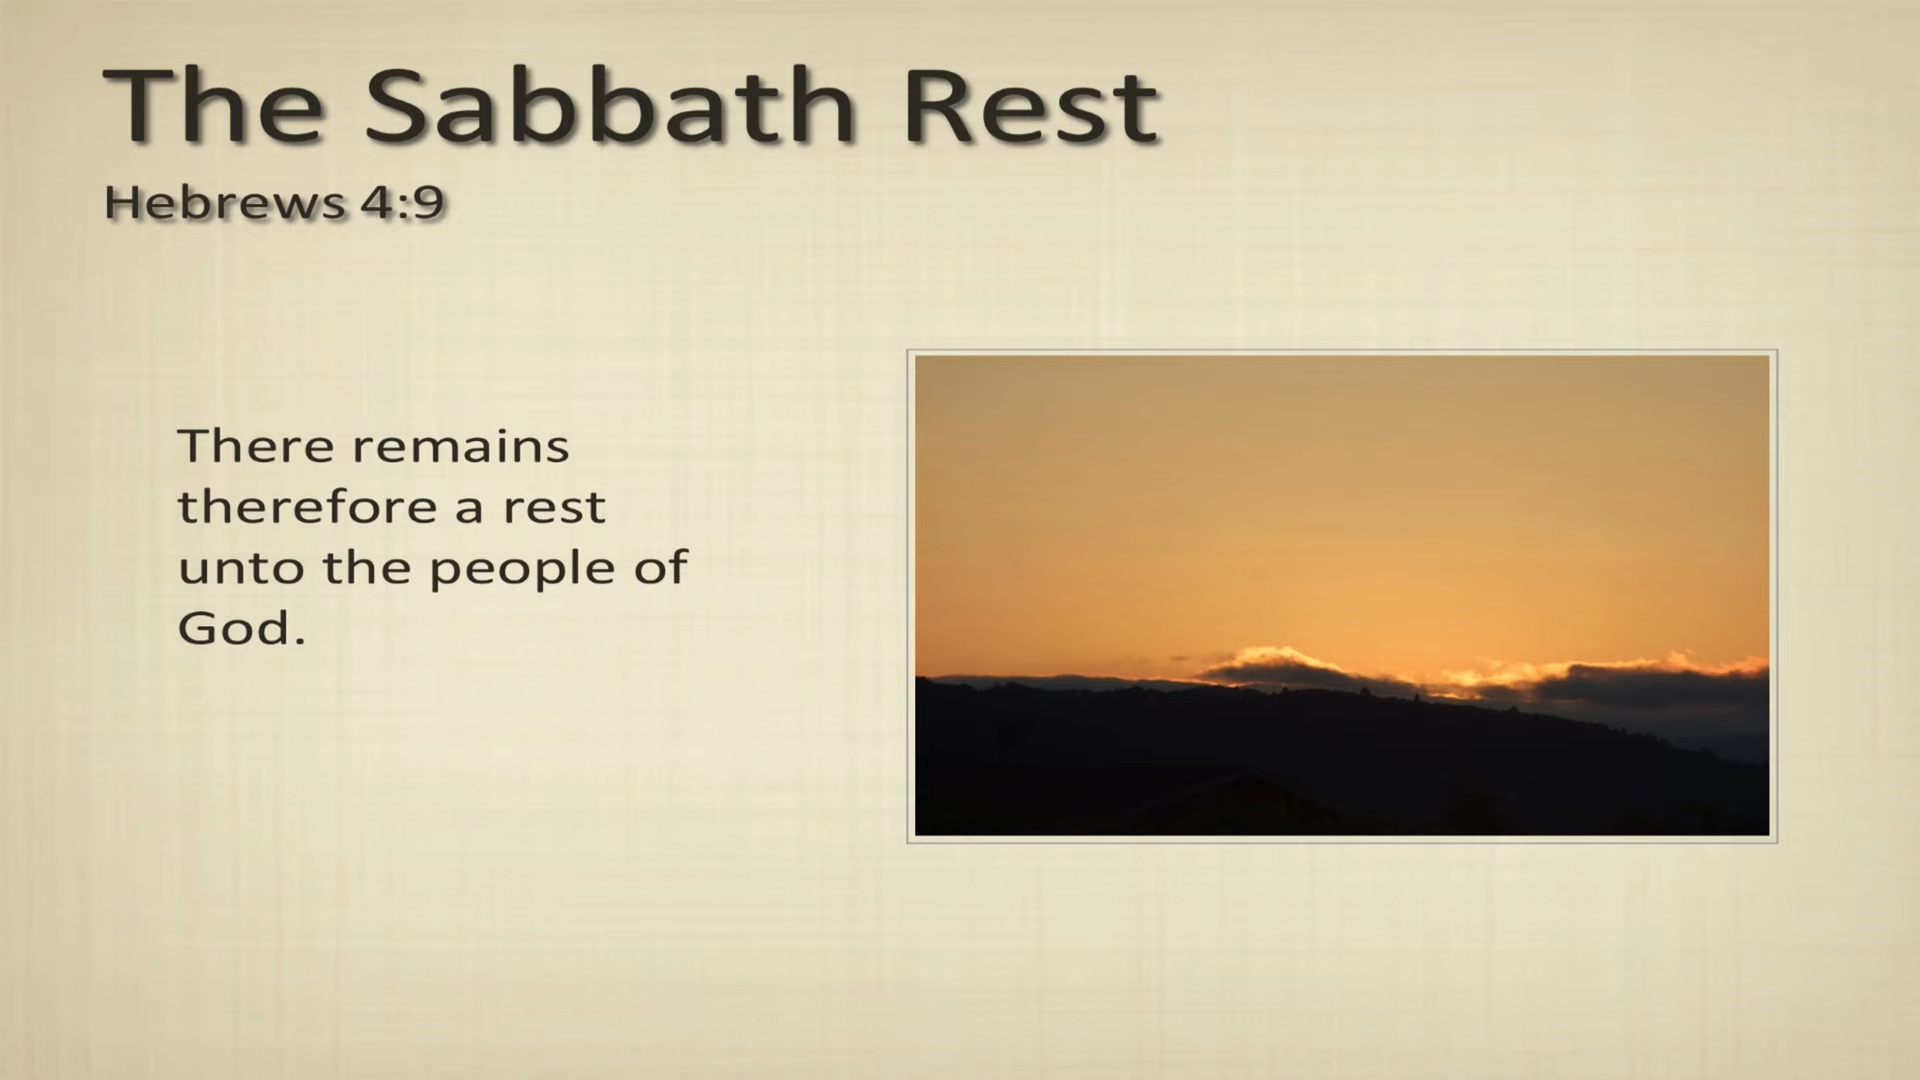 The Sabbath Rest
Hebrews 4:9
There remains
therefore a rest
unto the people of
God.